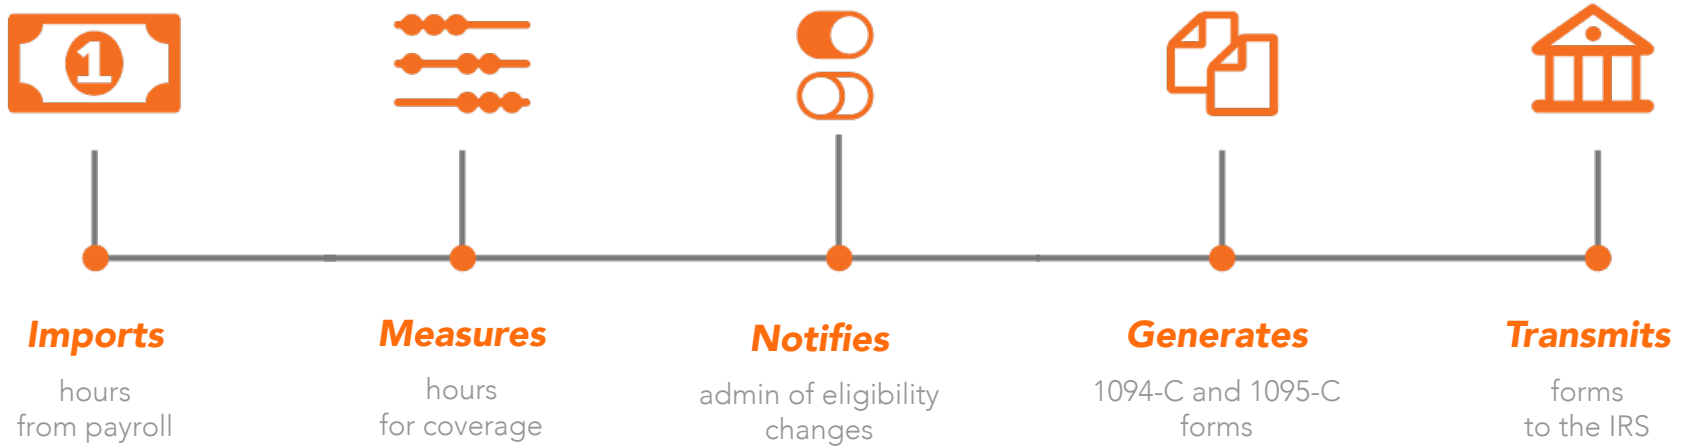 1
Imports
hours
from payroll
Measures
hours
for coverage
Notifies
admin of eligibility
changes
Generates
1094-C and 1095-C
forms
Transmits
forms
to the IRS